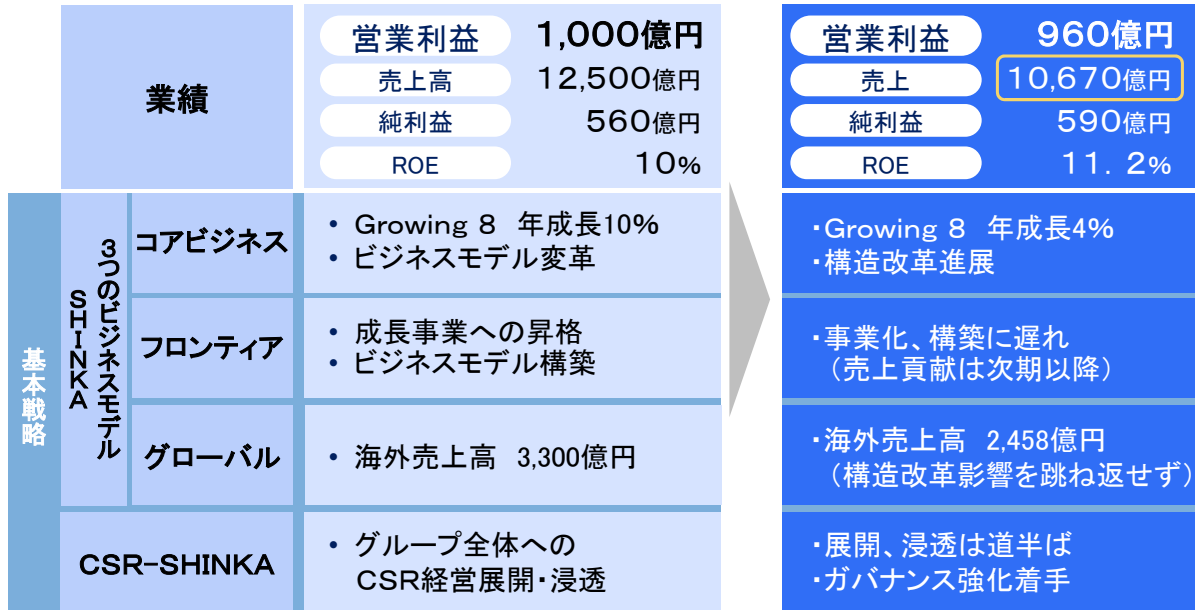 業績
営業利益 1,000億円
売上高 12,500億円
純利益 560億円
ROE 10%
営業利益 960億円
売上 10,670億円
純利益 590億円
ROE 11．2%
基本戦略
3つのビジネスモデル
SHINKA
コアビジネス
• Growing 8 年成長10%
• ビジネスモデル変革
・Growing 8 年成長4%
・構造改革進展
フロンティア
• 成長事業への昇格
• ビジネスモデル構築
・事業化、構築に遅れ
（売上貢献は次期以降）
グローバル
• 海外売上高 3,300億円
・海外売上高 2,458億円
（構造改革影響を跳ね返せず）
CSR-SHINKA
• グループ全体への
CSR経営展開・浸透
・展開、浸透は道半ば
・ガバナンス強化着手